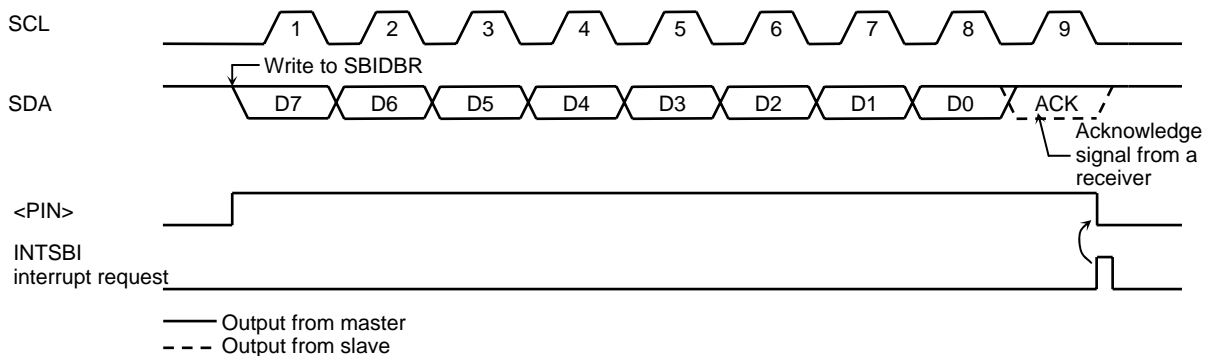 SCL
1 2 3 4 5 6 7 8 9
Write to SBIDBR
SDA
D7 D6 D5 D4 D3 D2 D1 D0 ACK
Acknowledge
signal from a
receiver
<PIN>
INTSBI
interrupt request
Output from master
Output from slave